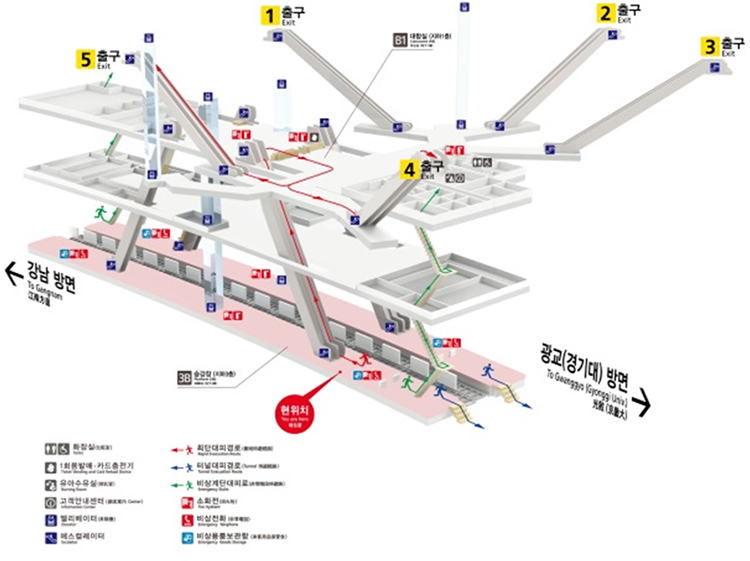 1 출구
Exit
2 출구
Exit
3 출구
Exit
5 출구
Exit
B1 대합실 (지하1층)
4 출구
Exit
강남 방면
To Gangnam
江南方面
광교(경기대) 방면
To Gwanggyo (Gyonggi Univ.)
승강장 (지하3층)
현위치
You are here
화장실
Toilet
1회용발매·카드충전기
Ticket Vending and Card Reload Device
유아수유실
Nursing Room
고객안내센터
Information Center
엘리베이터
Elevator
에스컬레이터
Escalator
최단대피경로
Rapid Evacuation Route
터널대피경로
Tunnel Evacuation Route
비상계단대피로
Emergency Stairs
소화전
Fire Hydrant
비상전화
Emergency Telephone
비상용품보관함
Emergency Goods Storage